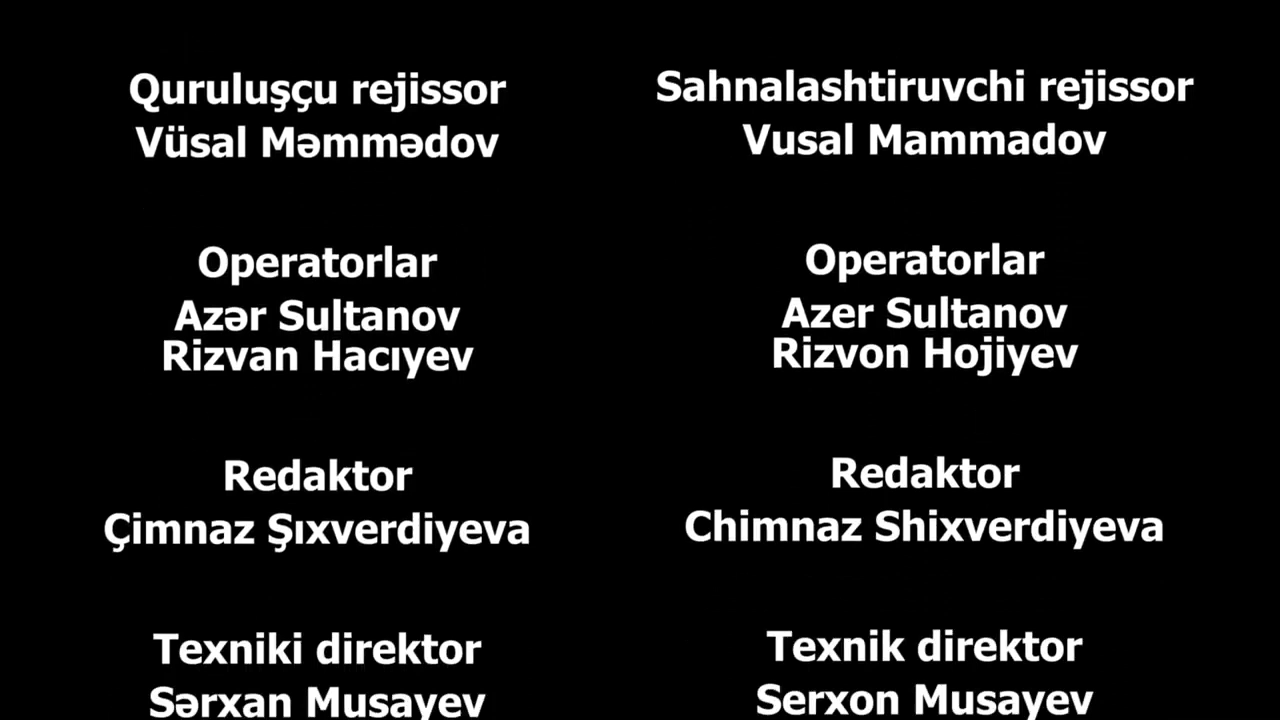 Quruluşçu rejissor
Vüsal Məmmədov
Operatorlar
Azər Sultanov
Rizvan Hacıyev
Redaktor
Çimnaz Şıxverdiyeva
Texniki direktor
Sərxan Musayev
Sahnalashtiruvchi rejissor
Vusal Mammadov
Operatorlar
Azer Sultanov
Rizvon Hojiyev
Redaktor
Chimnaz Shixverdiyeva
Texnik direktor
Serxon Musayev